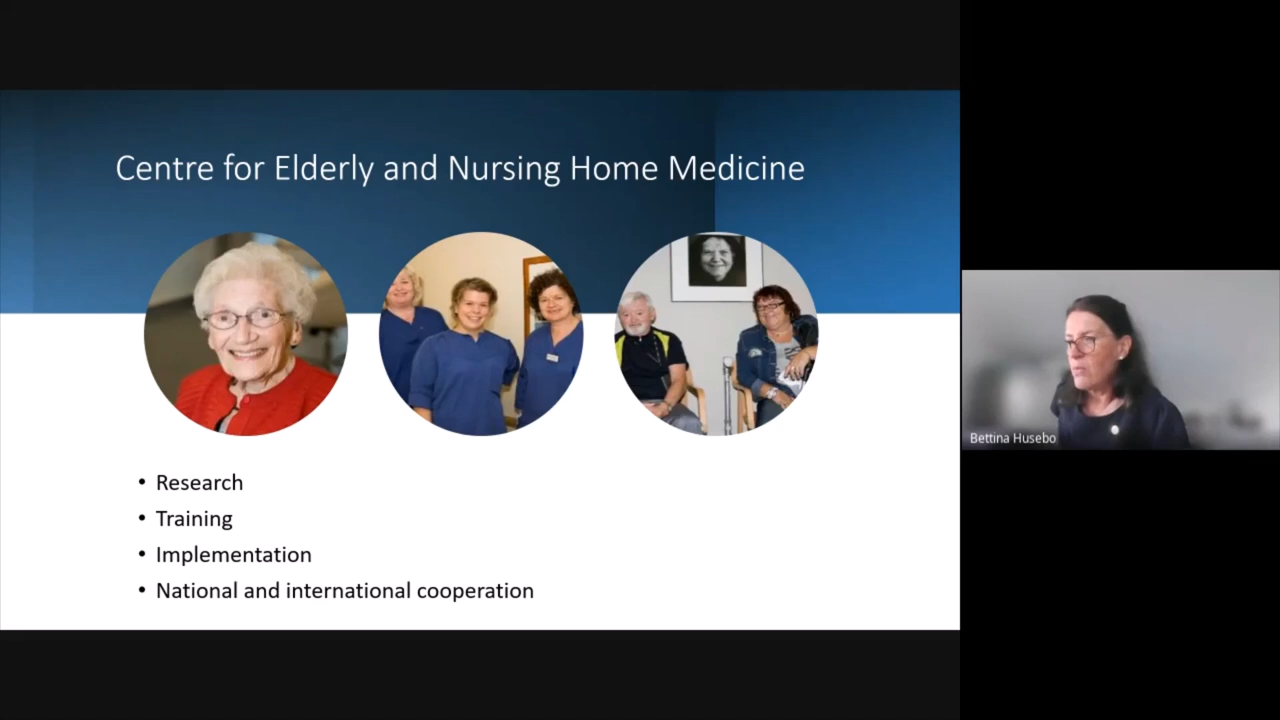 Centre for Elderly and Nursing Home Medicine
• Research
• Training
• Implementation
• National and international cooperation
Bettina Husebo